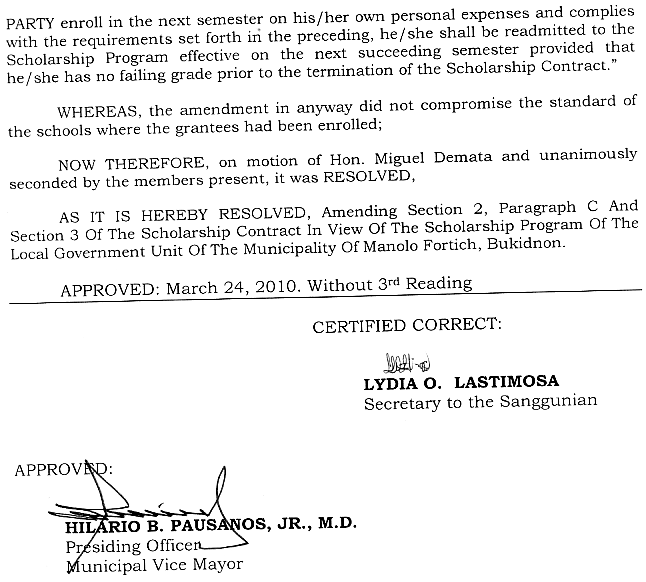 PARTY enroll in the next semester on his/her own personal expenses and complies
with the requirements set forth in the preceding, he/she shall be readmitted to the
Scholarship Program effective on the next succeeding semester provided that
he/she has no failing grade prior to the termination of the Scholarship Contract."
WHEREAS, the amendment in anyway did not compromise the standard of
the schools where the grantees had been enrolled;
NOW THEREFORE, on motion of Hon. Miguel Demata and unanimously
seconded by the members present, it was RESOLVED,
AS IT IS HEREBY RESOLVED, Amending Section 2, Paragraph C And
Section 3 Of The Scholarship Contract In View Of The Scholarship Program Of The
Local Government Unit Of The Municipality Of Manolo Fortich, Bukidnon.
APPROVED: March 24, 2010. Without 3rd Reading
CERTIFIED CORRECT:
LYDIA O. LASTIMOSA
Secretary to the Sanggunian
APPROVED:
HILARIO B. PAUSANOS, JR., M.D.
Presiding Officer
Municipal Vice Mayor